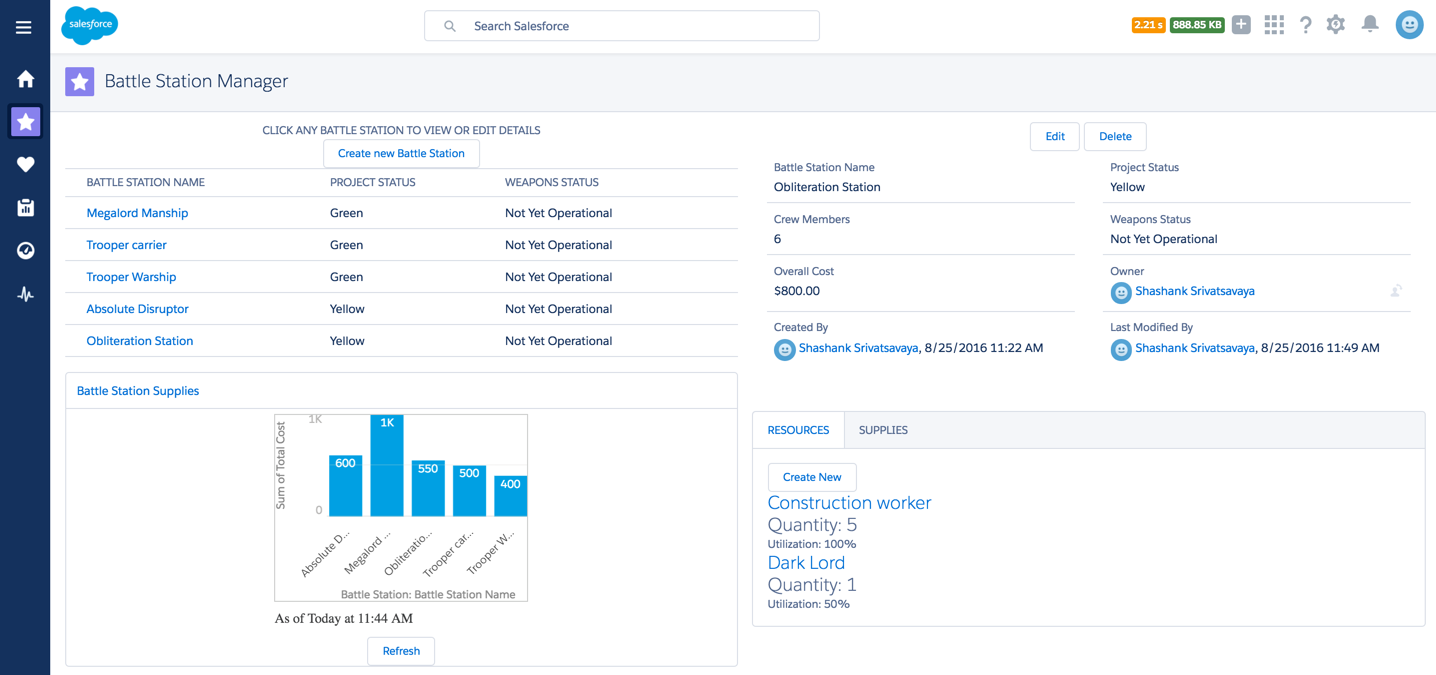 salesforce
Search Salesforce
2.21 s 888.85 KB
Battle Station Manager
CLICK ANY BATTLE STATION TO VIEW OR EDIT DETAILS
Create new Battle Station
BATTLE STATION NAME PROJECT STATUS WEAPONS STATUS
Megalord Manship Green Not Yet Operational
Trooper carrier Green Not Yet Operational
Trooper Warship Green Not Yet Operational
Absolute Disruptor Yellow Not Yet Operational
Obliteration Station Yellow Not Yet Operational
Battle Station Supplies
Sum of Total Cost
1K
0
600
1K
550
500
400
Absolute D...
Megalord ...
Obliteratio...
Trooper car...
Trooper W...
Battle Station: Battle Station Name
As of Today at 11:44 AM
Refresh
Edit Delete
Battle Station Name Project Status
Obliteration Station Yellow
Crew Members Weapons Status
6 Not Yet Operational
Overall Cost Owner
$800.00 Shashank Srivatsavaya
Created By Last Modified By
Shashank Srivatsavaya, 8/25/2016 11:22 AM Shashank Srivatsavaya, 8/25/2016 11:49 AM
RESOURCES SUPPLIES
Create New
Construction worker
Quantity: 5
Utilization: 100%
Dark Lord
Quantity: 1
Utilization: 50%